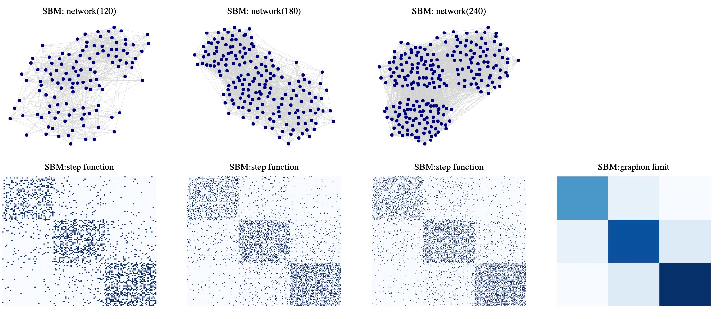 SBM: network(120)
SBM: network(180)
SBM: network(240)
SBM:step function
SBM:step function
SBM:step function
SBM:graphon limit